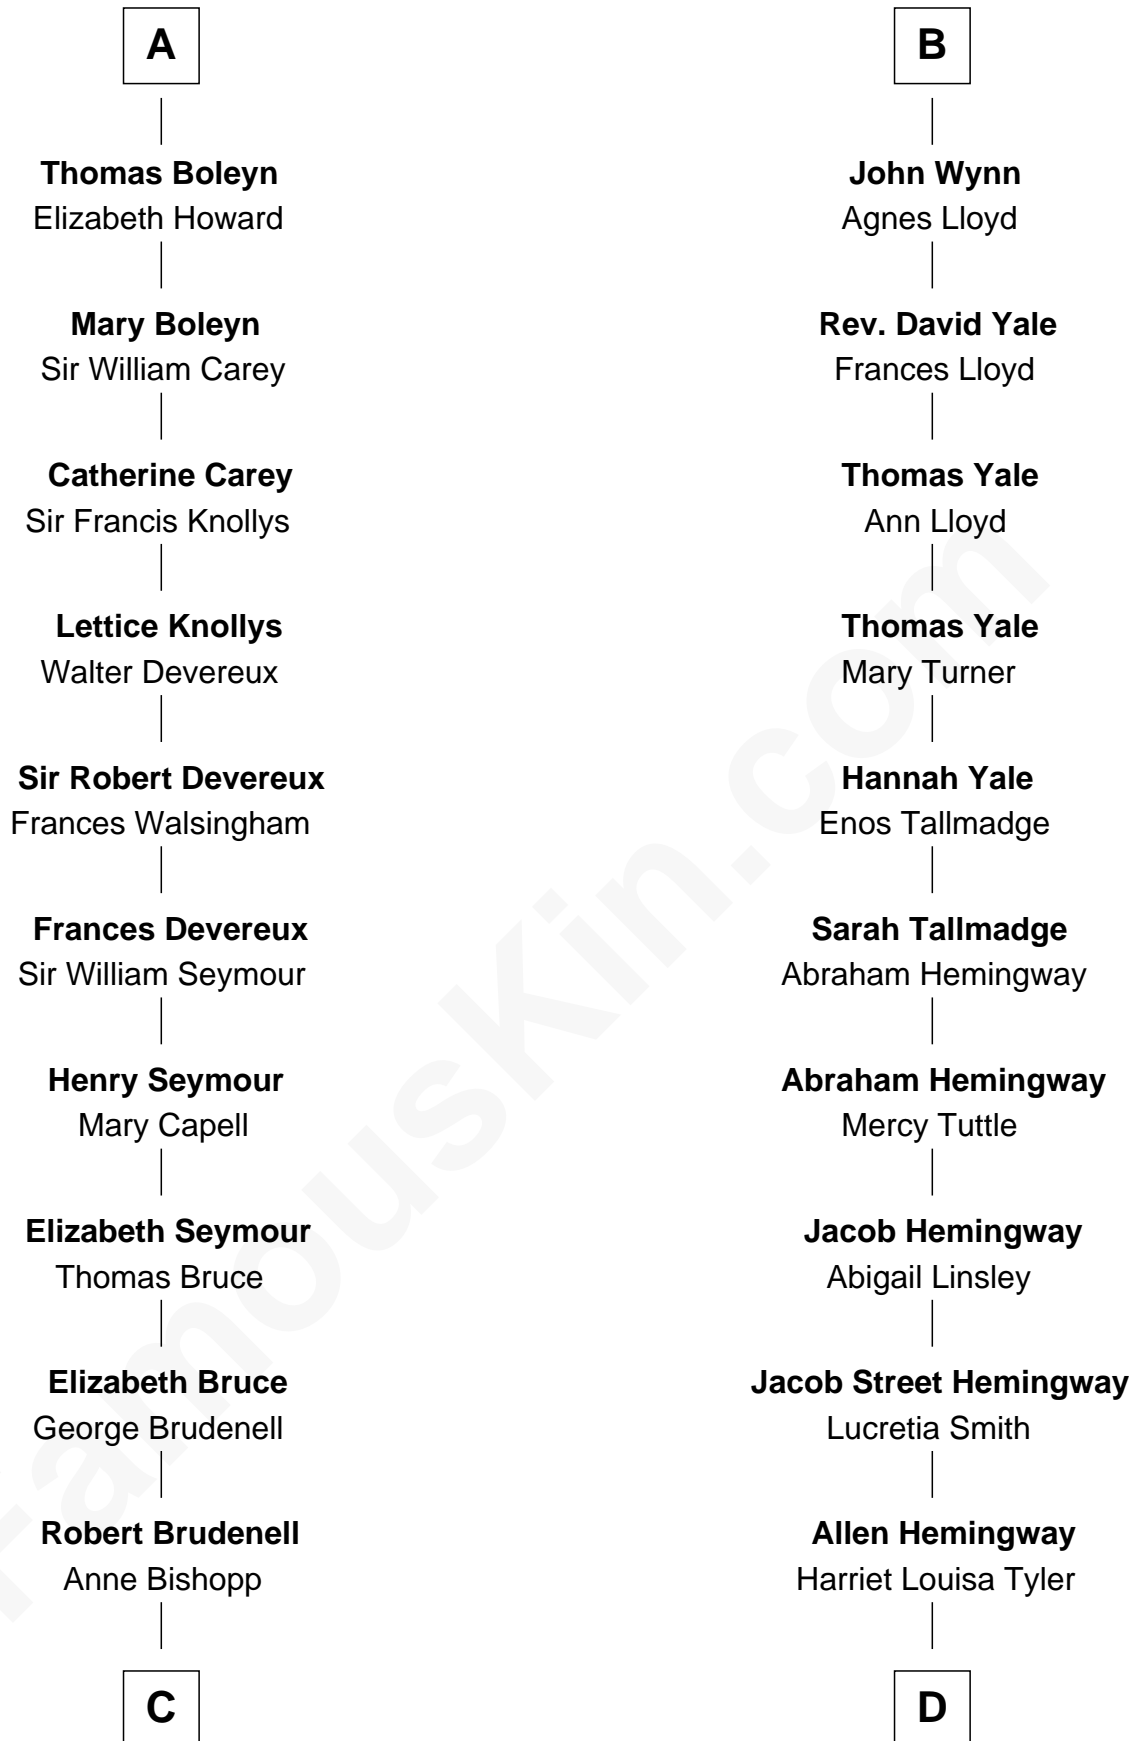 A
Thomas Boleyn
Elizabeth Howard
Mary Boleyn
Sir William Carey
Catherine Carey
Sir Francis Knollys
Lettice Knollys
Walter Devereux
Sir Robert Devereux
Frances Walsingham
Frances Devereux
Sir William Seymour
Henry Seymour
Mary Capell
Elizabeth Seymour
Thomas Bruce
Elizabeth Bruce
George Brudenell
Robert Brudenell
Anne Bishopp
C
B
John Wynn
Agnes Lloyd
Rev. David Yale
Frances Lloyd
Thomas Yale
Ann Lloyd
Thomas Yale
Mary Turner
Hannah Yale
Enos Tallmadge
Sarah Tallmadge
Abraham Hemingway
Abraham Hemingway
Mercy Tuttle
Jacob Hemingway
Abigail Linsley
Jacob Street Hemingway
Lucretia Smith
Allen Hemingway
Harriet Louisa Tyler
D
FamousKin.com